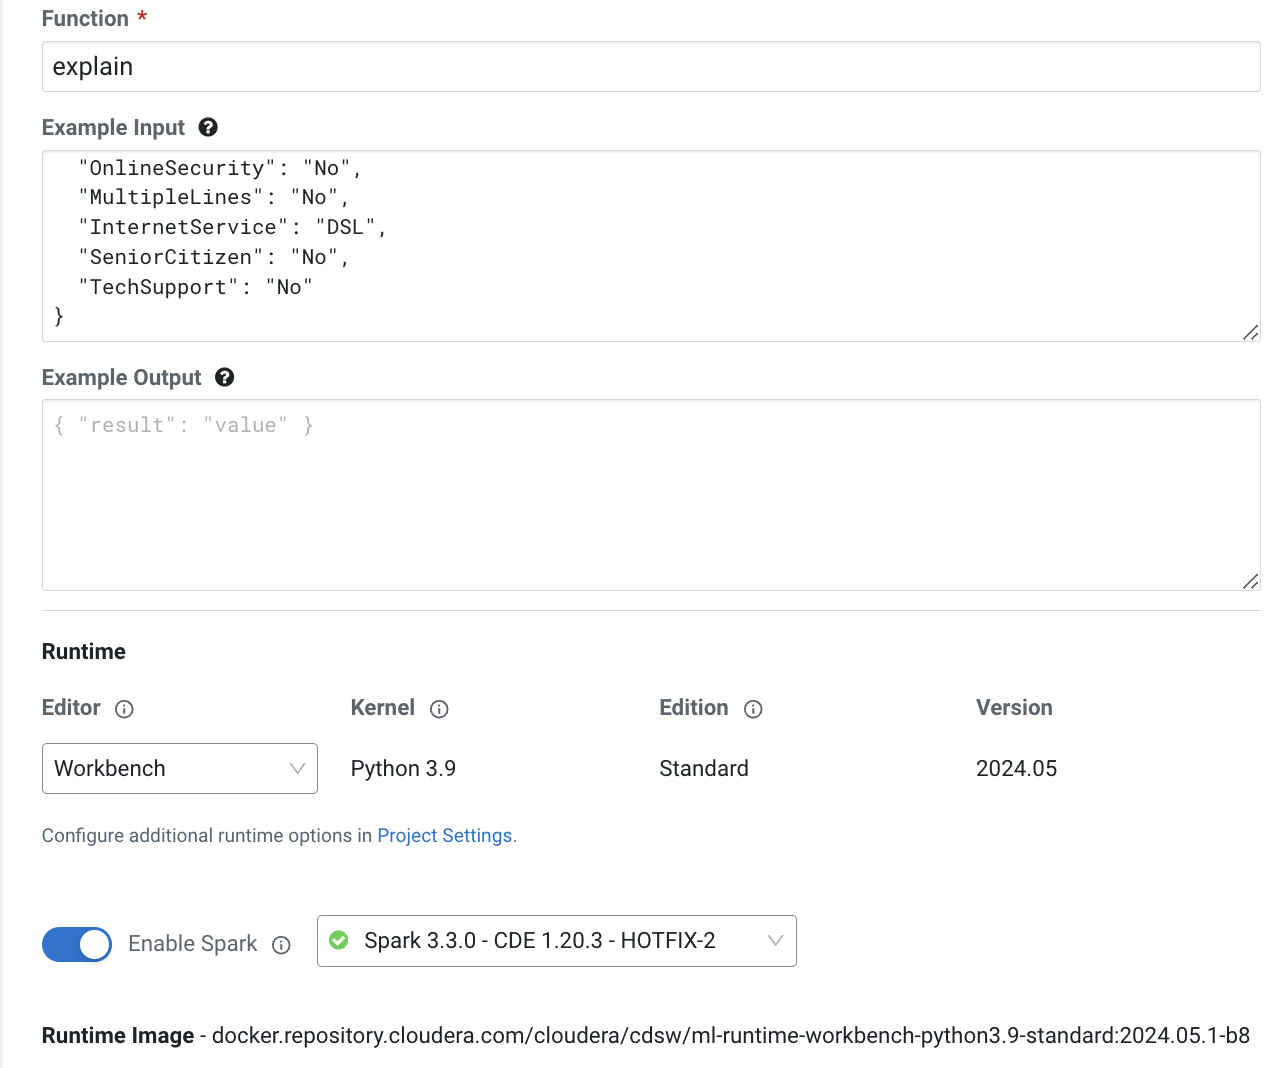 Function *
explain
Example Input
"OnlineSecurity": "No",
"MultipleLines": "No",
"InternetService": "DSL",
"SeniorCitizen": "No",
"TechSupport": "No"
}
Example Output
{ "result": "value" }
Runtime
Editor Kernel Edition Version
Workbench Python 3.9 Standard 2024.05
Configure additional runtime options in Project Settings.
Enable Spark Spark 3.3.0 - CDE 1.20.3 - HOTFIX-2
Runtime Image - docker.repository.cloudera.com/cloudera/cdsw/ml-runtime-workbench-python3.9-standard:2024.05.1-b8